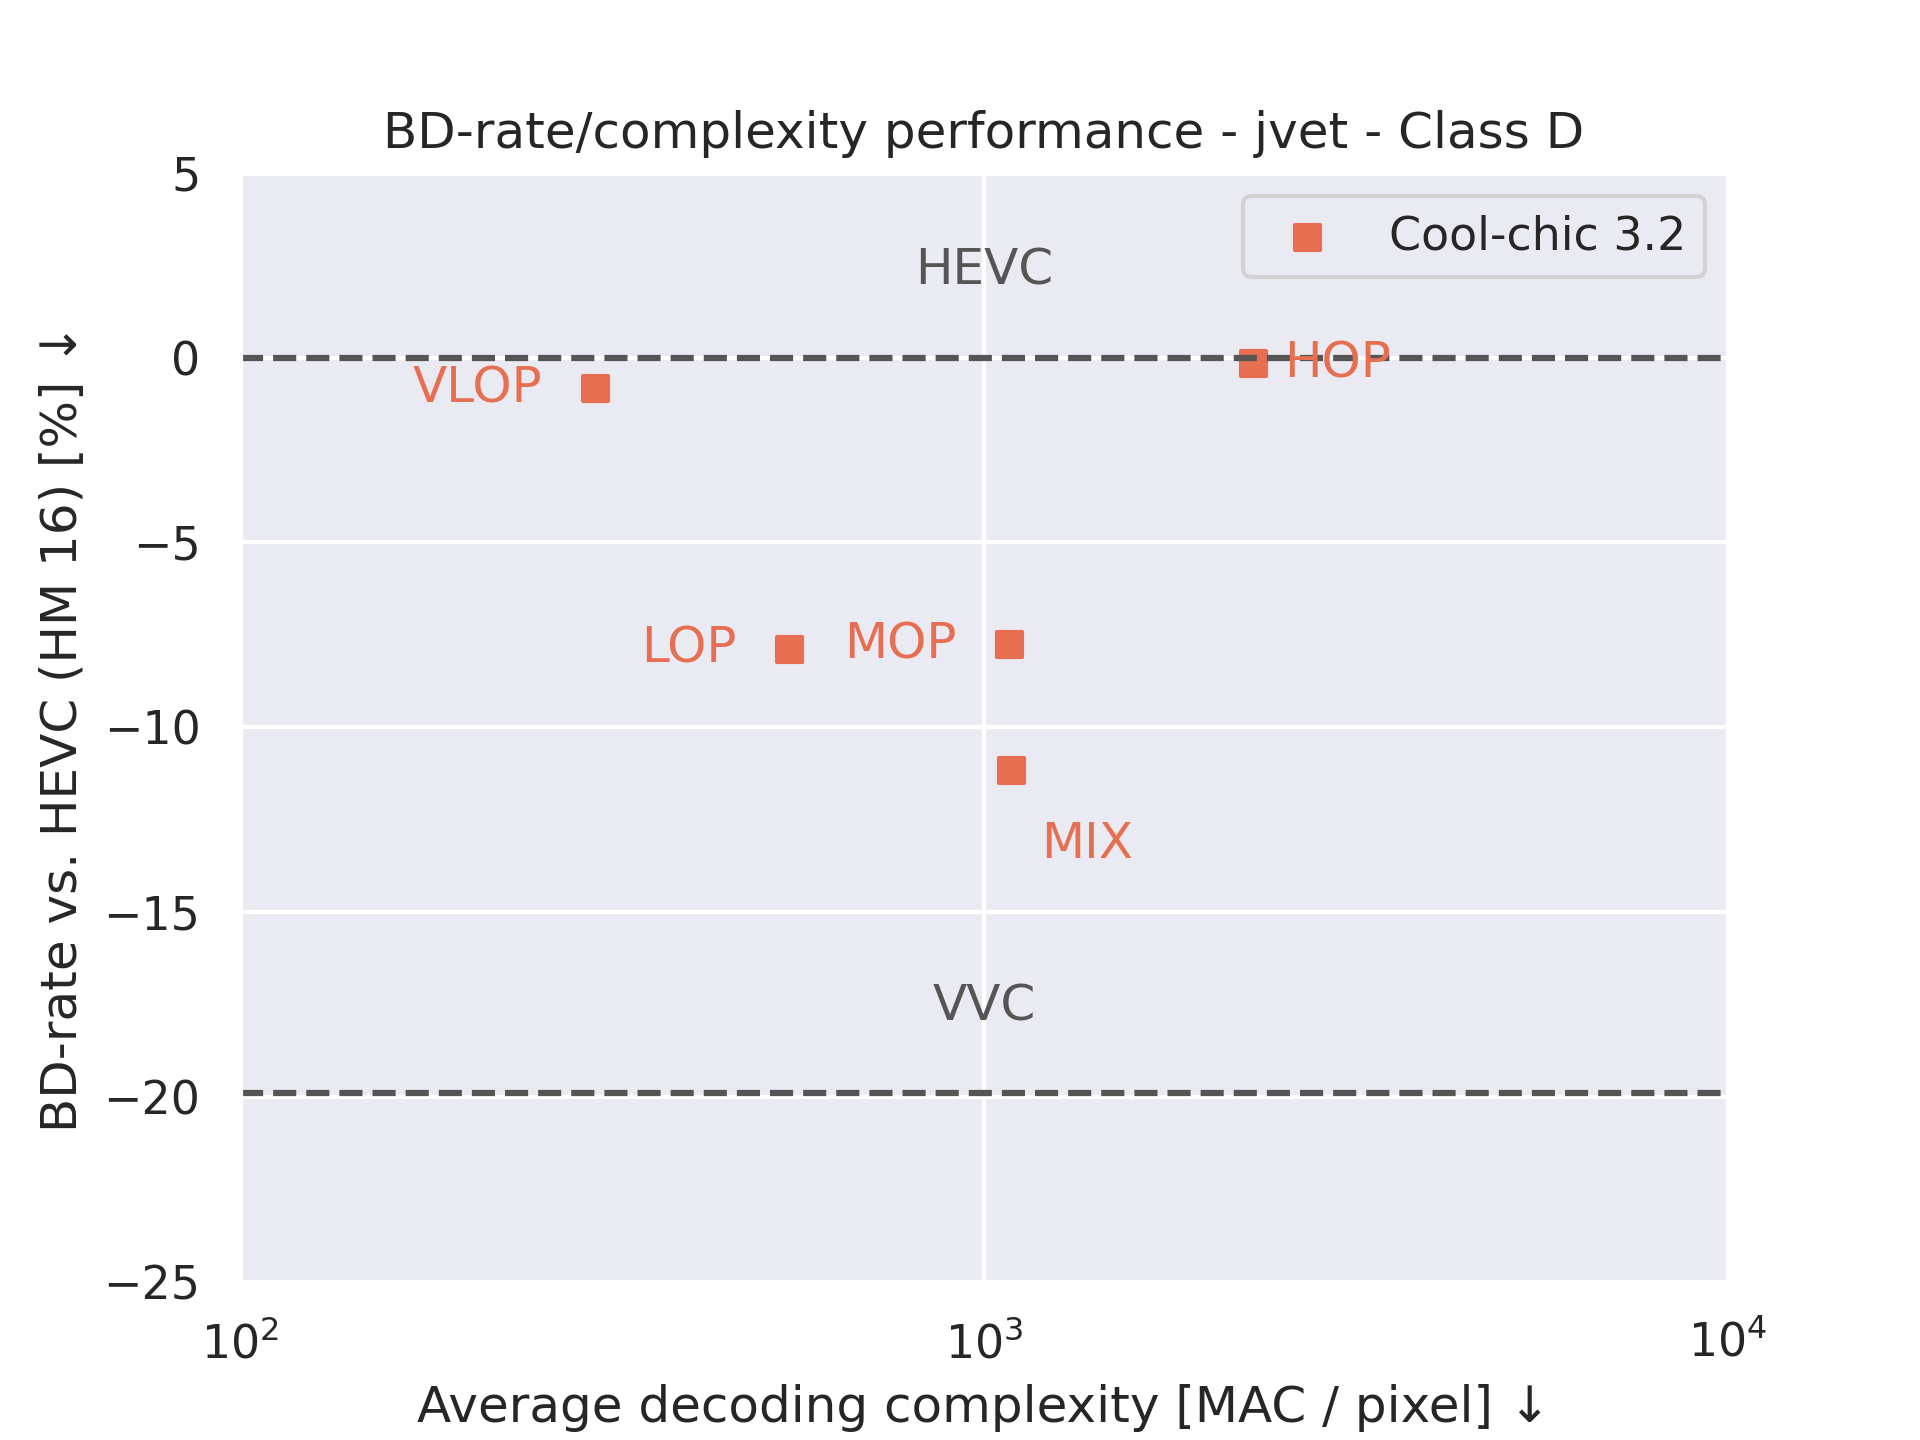 BD-rate/complexity performance - jvet - Class D
5
Cool-chic 3.2
HEVC
0
HOP
VLOP
−5
LOP
MOP
−10
MIX
−15
VVC
−20
−25
10²
10³
10⁴
BD-rate vs. HEVC (HM 16) [%] ↓
Average decoding complexity [MAC / pixel] ↓